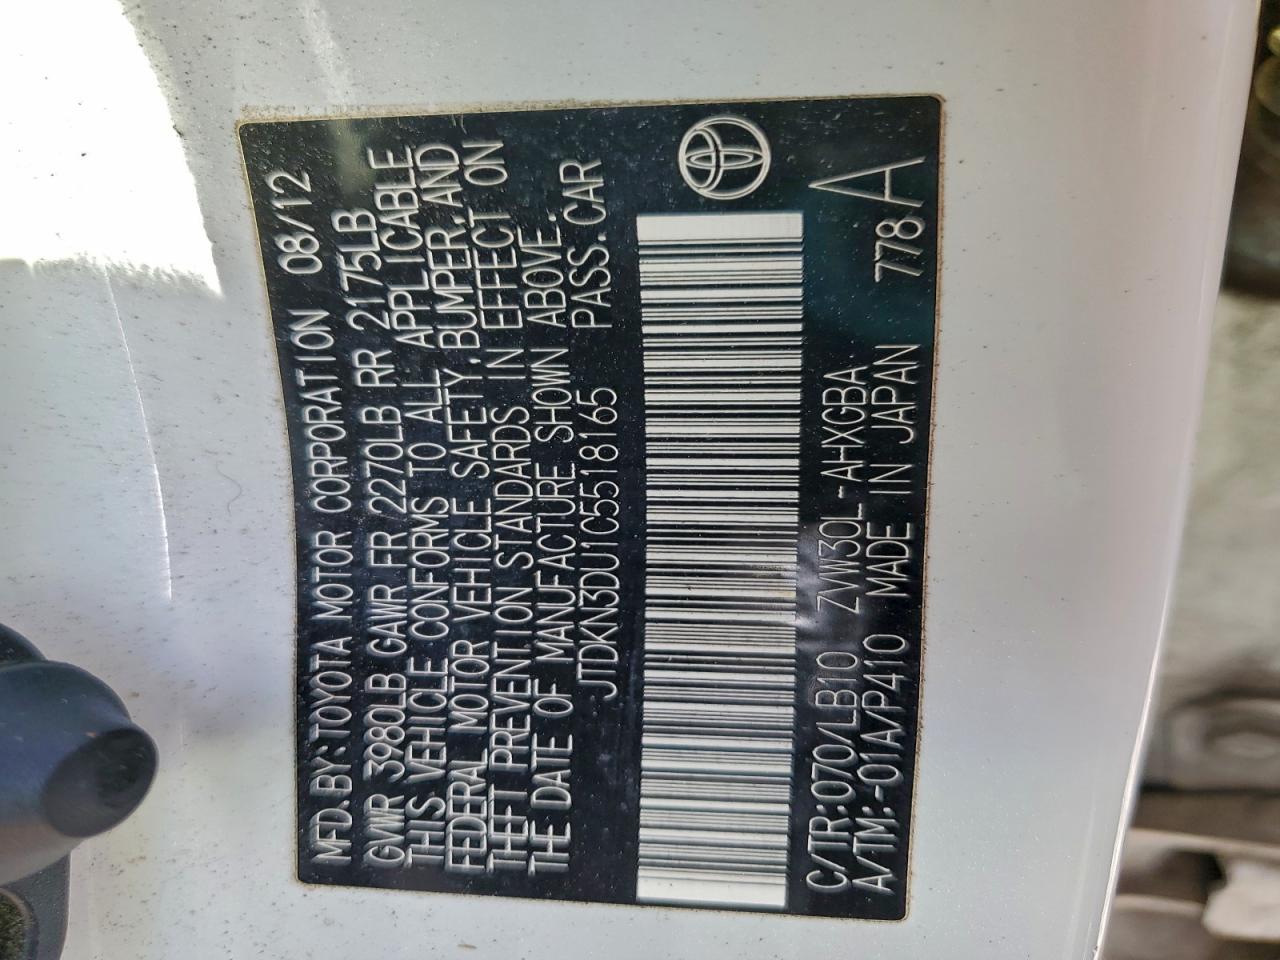 MFD.BY:TOYOTA MOTOR CORPORATION 08/12
GVWR 3980LB GAWR FR 2270LB RR 2175LB
THIS VEHICLE CONFORMS TO ALL APPLICABLE
FEDERAL MOTOR VEHICLE SAFETY,BUMPER,AND
THEFT PREVENTION STANDARDS IN EFFECT ON
THE DATE OF MANUFACTURE SHOWN ABOVE.
JTDKN3DU1C5518165 PASS.CAR
C/TR:070/LB10 ZVW30L-AHXGBA 778A
A/TM:-01A/P410 MADE IN JAPAN